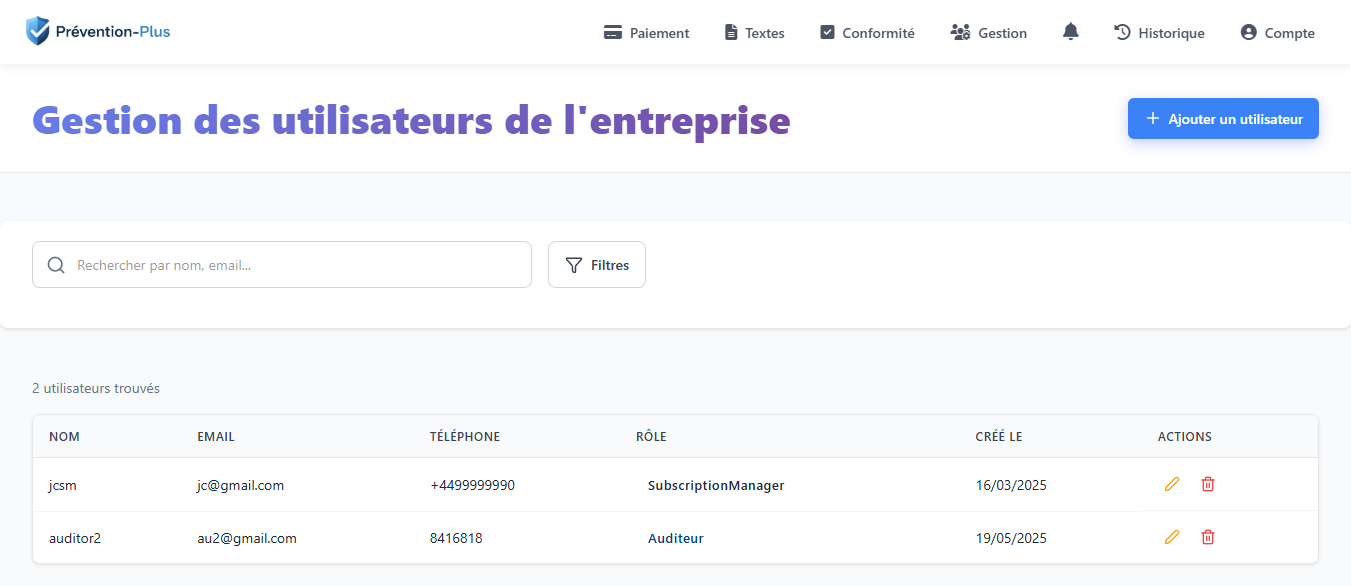 Prévention-Plus Paiement Textes Conformité Gestion Historique Compte
Gestion des utilisateurs de l'entreprise
Ajouter un utilisateur
Rechercher par nom, email...
Filtres
2 utilisateurs trouvés
NOM EMAIL TÉLÉPHONE RÔLE CRÉÉ LE ACTIONS
jcsm jc@gmail.com +4499999990 SubscriptionManager 16/03/2025
auditor2 au2@gmail.com 8416818 Auditeur 19/05/2025